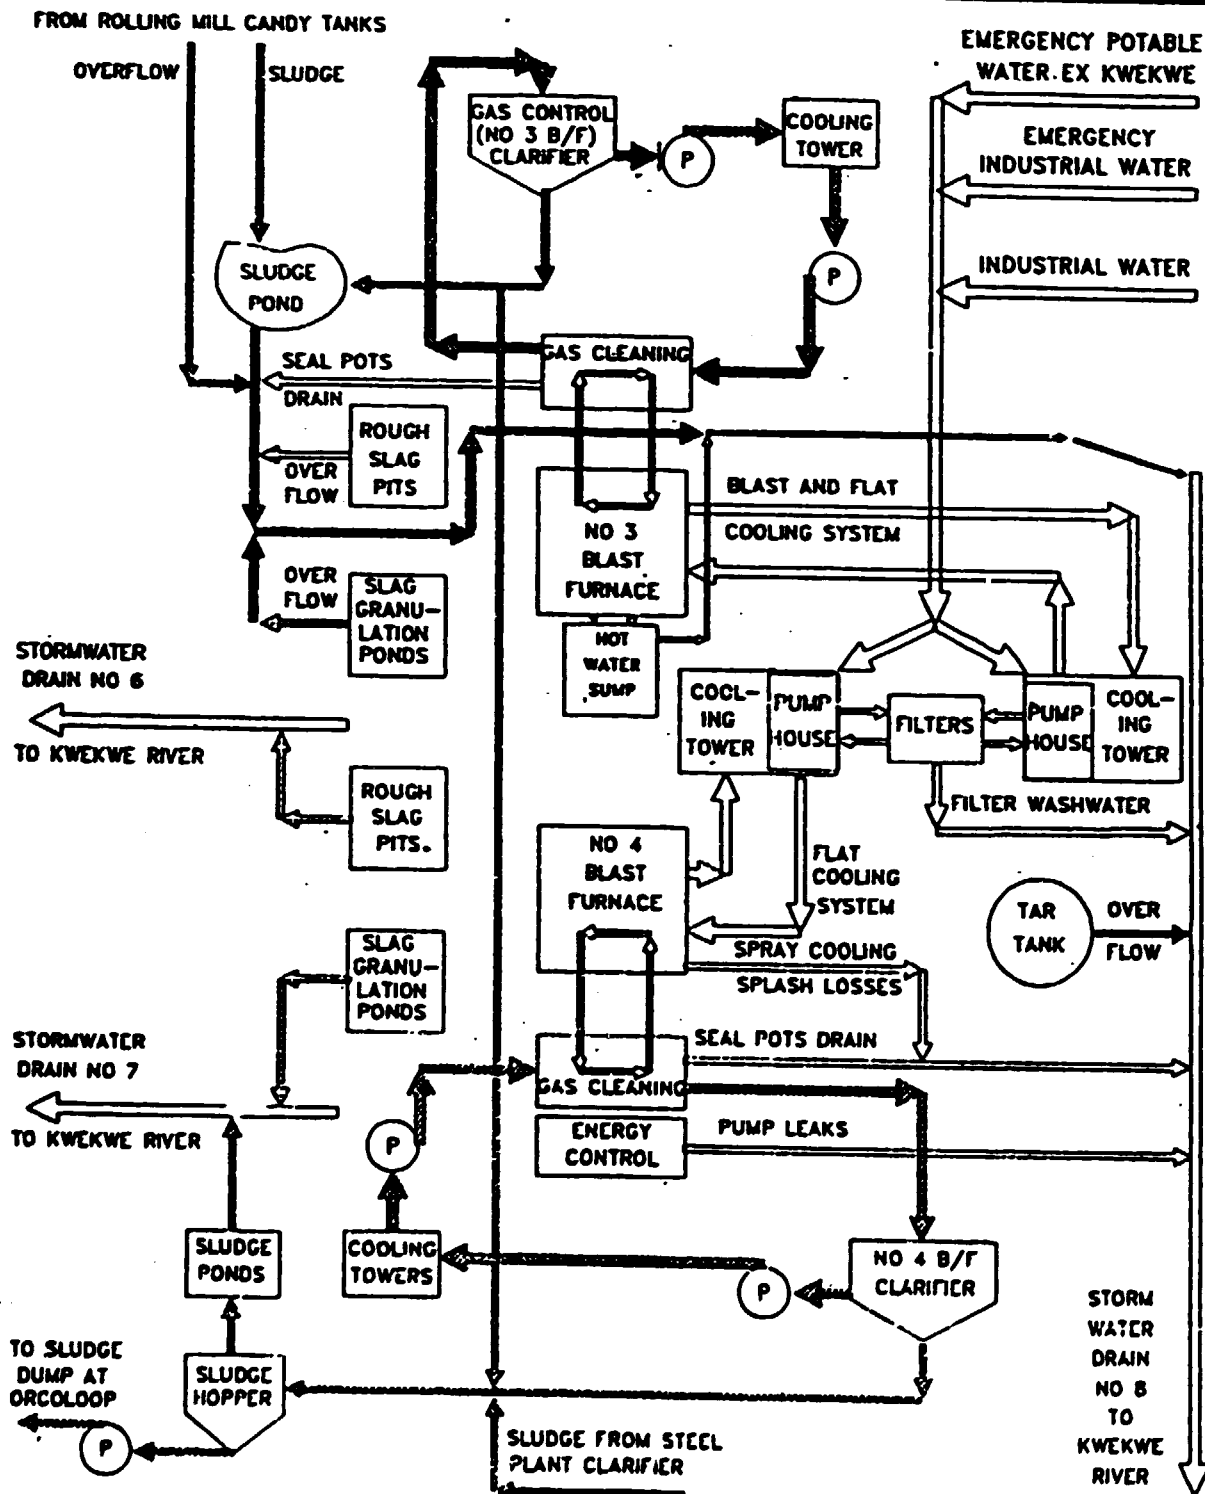 FROM ROLLING MILL CANDY TANKS
OVERFLOW
SLUDGE
GAS CONTROL
(NO 3 B/F)
CLARIFIER
P
COOLING
TOWER
EMERGENCY POTABLE
WATER. EX KWEKWE
EMERGENCY
INDUSTRIAL WATER
INDUSTRIAL WATER
SLUDGE
POND
P
SEAL POTS
DRAIN
GAS CLEANING
ROUGH
SLAG
PITS
OVER
FLOW
NO 3
BLAST
FURNACE
BLAST AND FLAT
COOLING SYSTEM
OVER
FLOW
SLAG
GRANU-
LATION
PONDS
HOT
WATER
SUMP
STORMWATER
DRAIN NO 6
TO KWEKWE RIVER
COOL-
ING
TOWER
PUMP
HOUSE
FILTERS
PUMP
HOUSE
COOL-
ING
TOWER
ROUGH
SLAG
PITS.
FILTER WASHWATER
NO 4
BLAST
FURNACE
FLAT
COOLING
SYSTEM
TAR
TANK
OVER
FLOW
SLAG
GRANU-
LATION
PONDS
SPRAY COOLING
SPLASH LOSSES
STORMWATER
DRAIN NO 7
TO KWEKWE RIVER
SEAL POTS DRAIN
GAS CLEANING
P
ENERGY
CONTROL
PUMP LEAKS
SLUDGE
PONDS
COOLING
TOWERS
P
NO 4 B/F
CLARIFIER
TO SLUDGE
DUMP AT
ORCOLOOP
SLUDGE
HOPPER
P
SLUDGE FROM STEEL
PLANT CLARIFIER
STORM
WATER
DRAIN
NO 8
TO
KWEKWE
RIVER